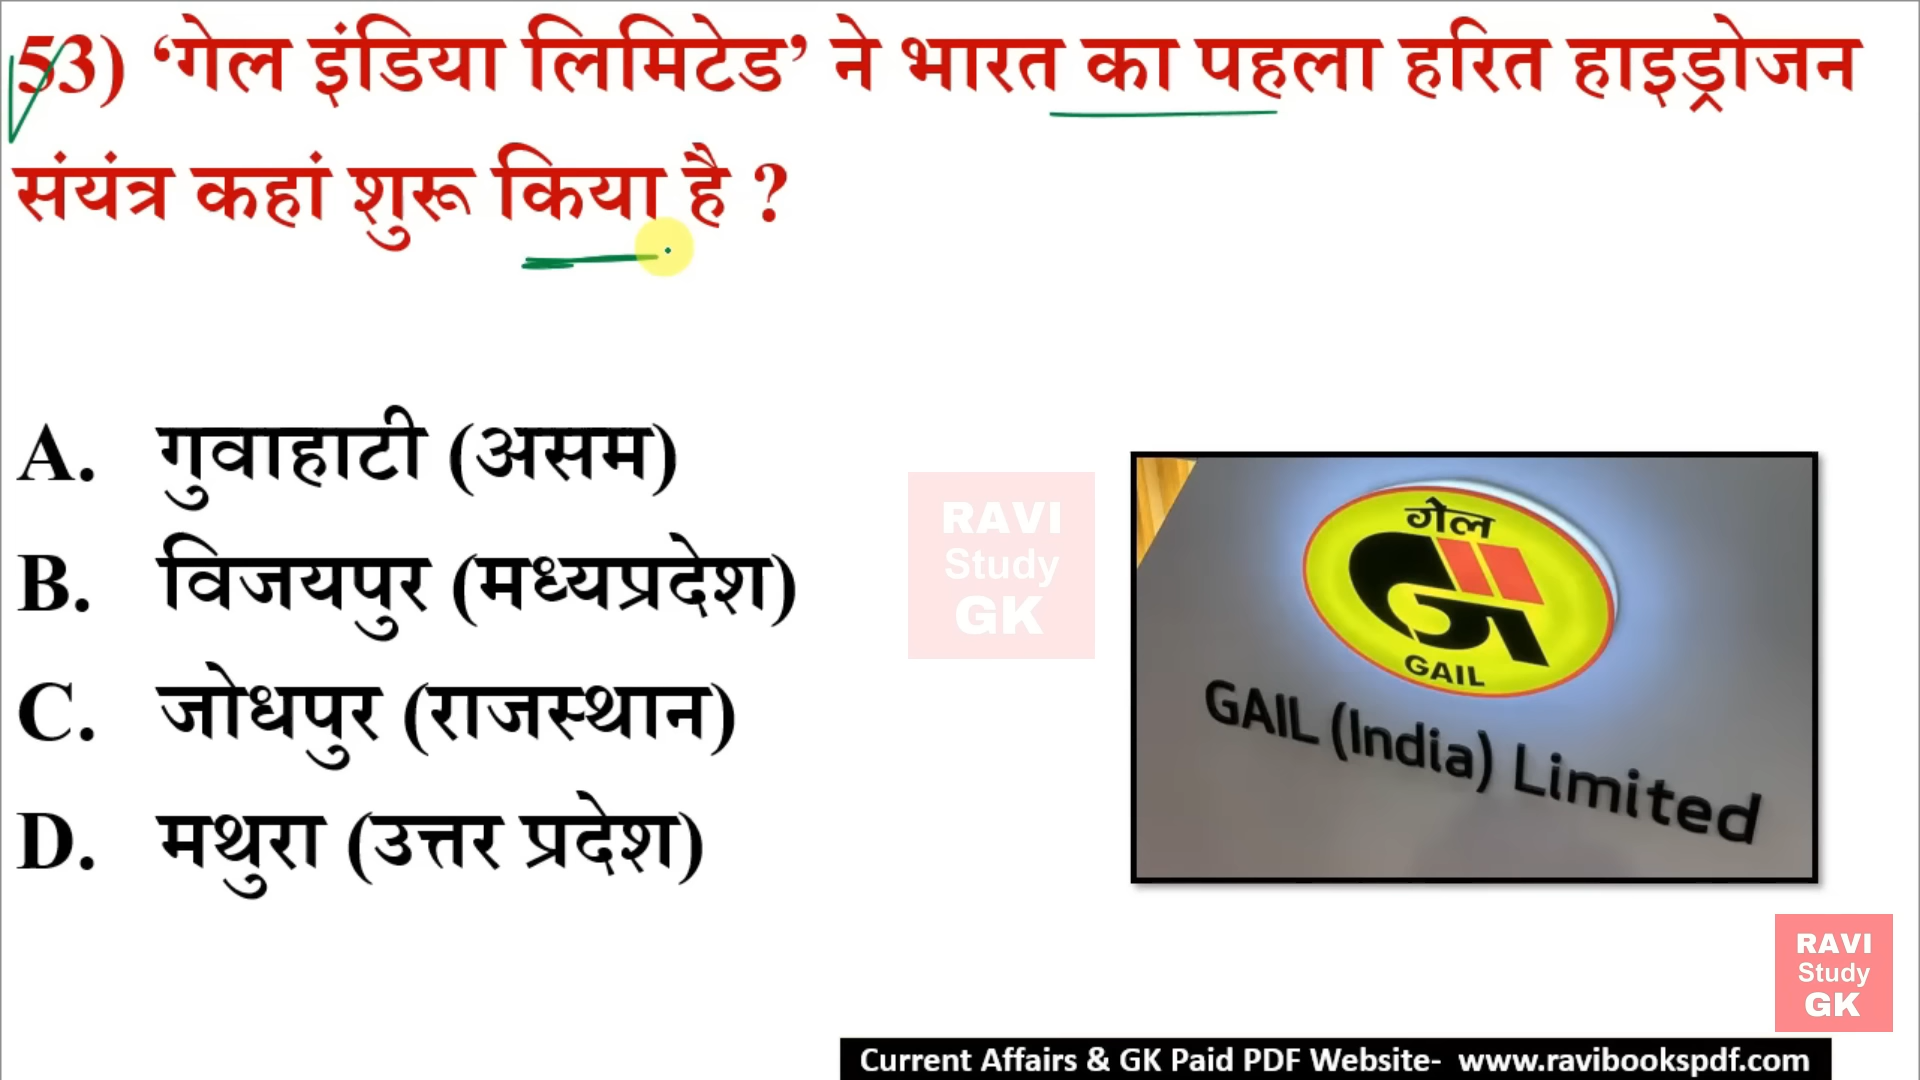 53) ‘गेल इंडिया लिमिटेड’ ने भारत का पहला हरित हाइड्रोजन
संयंत्र कहां शुरू किया है ?
A. गुवाहाटी (असम)
B. विजयपुर (मध्यप्रदेश)
C. जोधपुर (राजस्थान)
D. मथुरा (उत्तर प्रदेश)
RAVI
Study
GK
गेल
GAIL
GAIL (India) Limited
RAVI
Study
GK
Current Affairs & GK Paid PDF Website- www.ravibookspdf.com